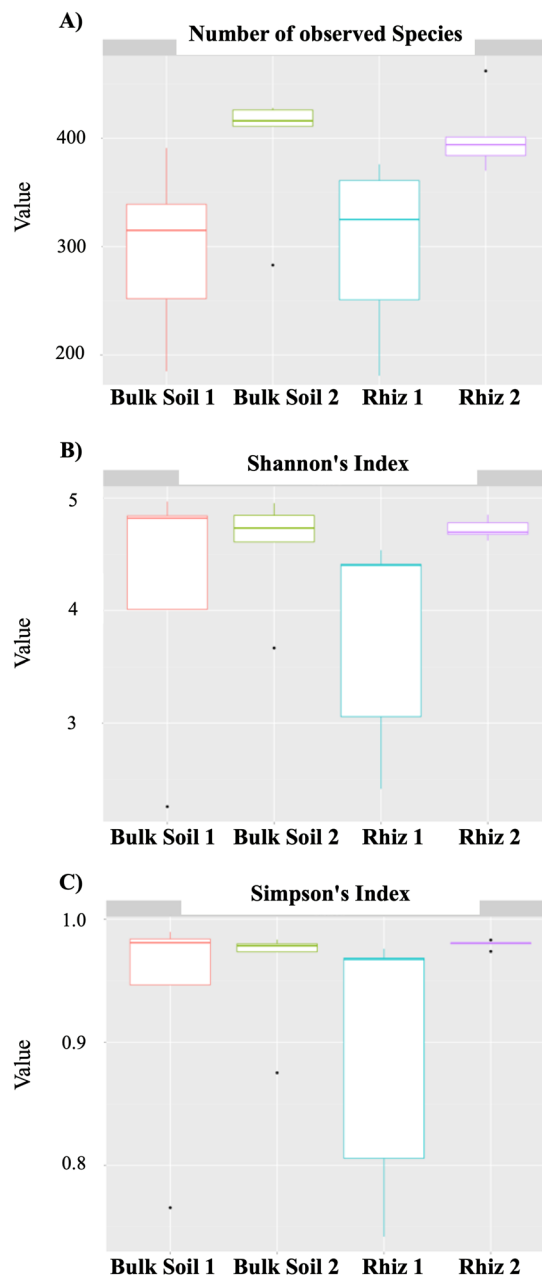 A)
Number of observed Species
Value
400
300
200
Bulk Soil 1 Bulk Soil 2 Rhiz 1 Rhiz 2
B)
Shannon's Index
Value
5
4
3
Bulk Soil 1 Bulk Soil 2 Rhiz 1 Rhiz 2
C)
Simpson's Index
Value
1.0
0.9
0.8
Bulk Soil 1 Bulk Soil 2 Rhiz 1 Rhiz 2